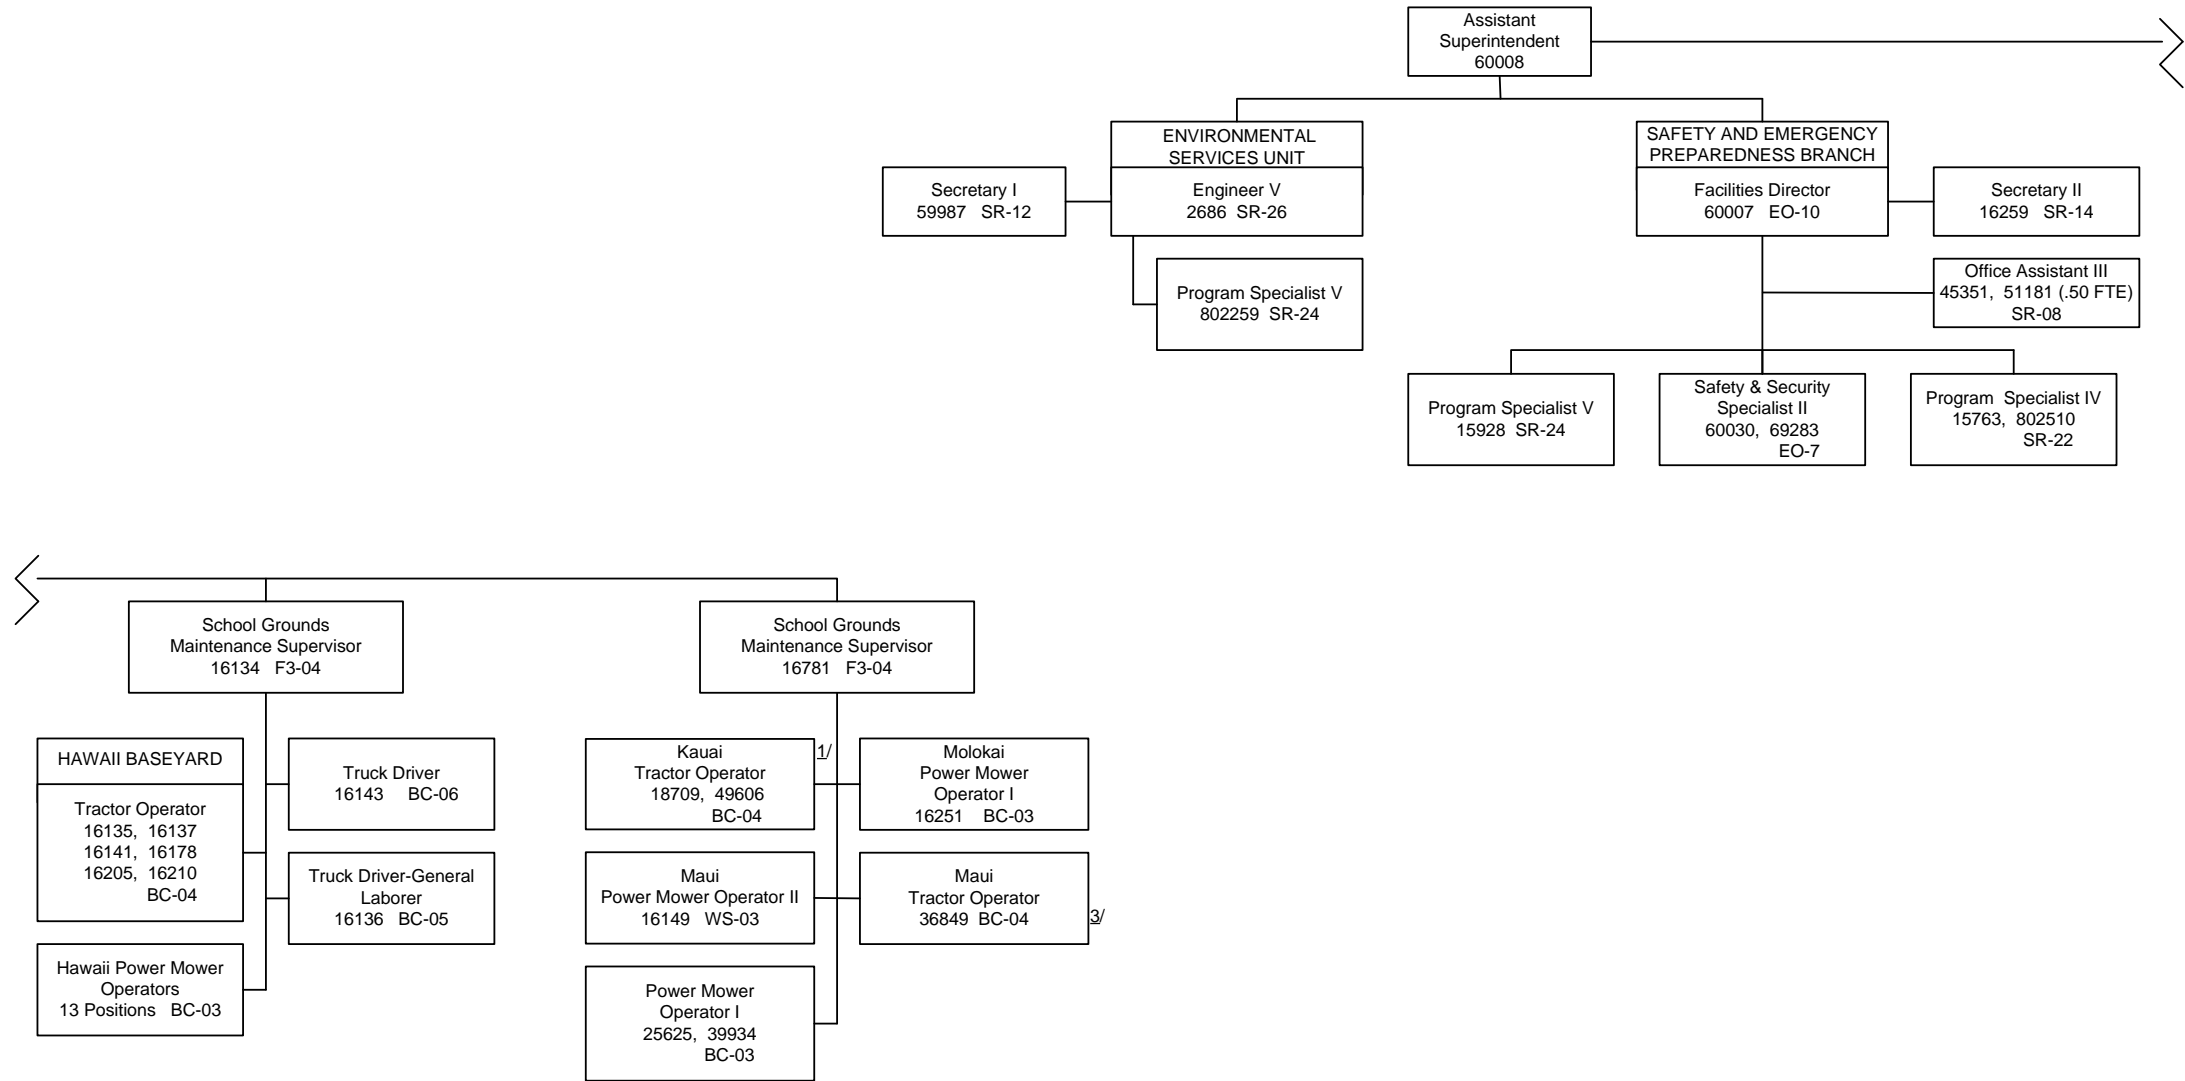 Assistant
Superintendent
60008
ENVIRONMENTAL
SERVICES UNIT
Engineer V
2686 SR-26
Secretary I
59987 SR-12
Program Specialist V
802259 SR-24
SAFETY AND EMERGENCY
PREPAREDNESS BRANCH
Facilities Director
60007 EO-10
Secretary II
16259 SR-14
Office Assistant III
45351, 51181 (.50 FTE)
SR-08
Program Specialist V
15928 SR-24
Safety & Security
Specialist II
60030, 69283
EO-7
Program Specialist IV
15763, 802510
SR-22
School Grounds
Maintenance Supervisor
16134 F3-04
HAWAII BASEYARD
Tractor Operator
16135, 16137
16141, 16178
16205, 16210
BC-04
Truck Driver
16143 BC-06
Truck Driver-General
Laborer
16136 BC-05
Hawaii Power Mower
Operators
13 Positions BC-03
School Grounds
Maintenance Supervisor
16781 F3-04
Kauai
Tractor Operator
18709, 49606
BC-04
1/
Molokai
Power Mower
Operator I
16251 BC-03
Maui
Power Mower Operator II
16149 WS-03
Maui
Tractor Operator
36849 BC-04
3/
Power Mower
Operator I
25625, 39934
BC-03